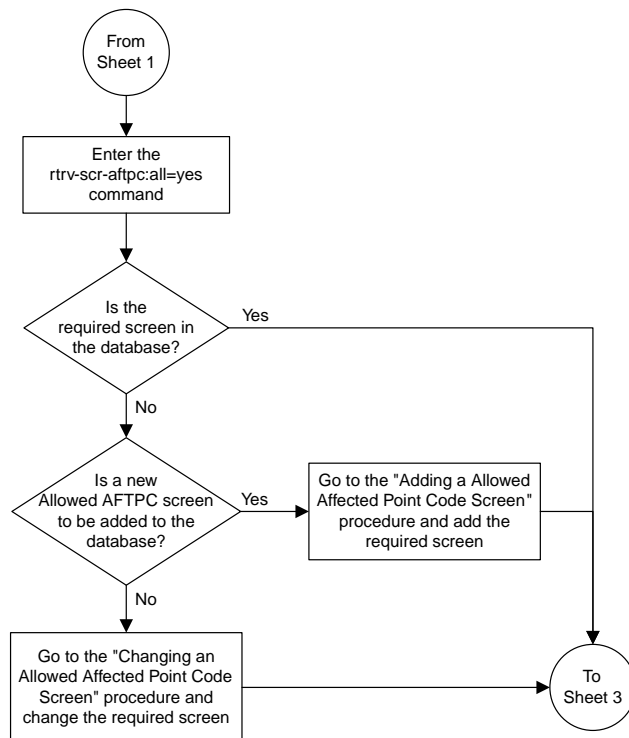 From
Sheet 1
Enter the
rtrv-scr-aftpc:all=yes
command
Is the
required screen in
the database?
Yes
No
Is a new
Allowed AFTPC screen
to be added to the
database?
Yes
Go to the "Adding a Allowed
Affected Point Code Screen"
procedure and add the
required screen
No
Go to the "Changing an
Allowed Affected Point Code
Screen" procedure and
change the required screen
To
Sheet 3